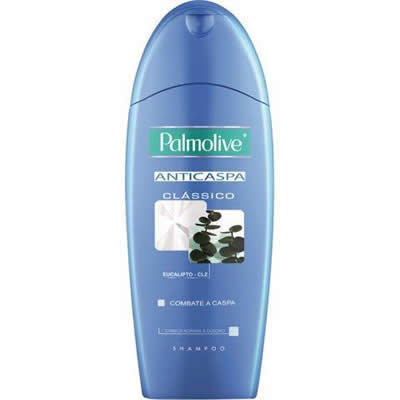 Palmolive*
ANTICASPA
CLÁSSICO
EUCALIPTO - CLZ
COMBATE A CASPA
SHAMPOO